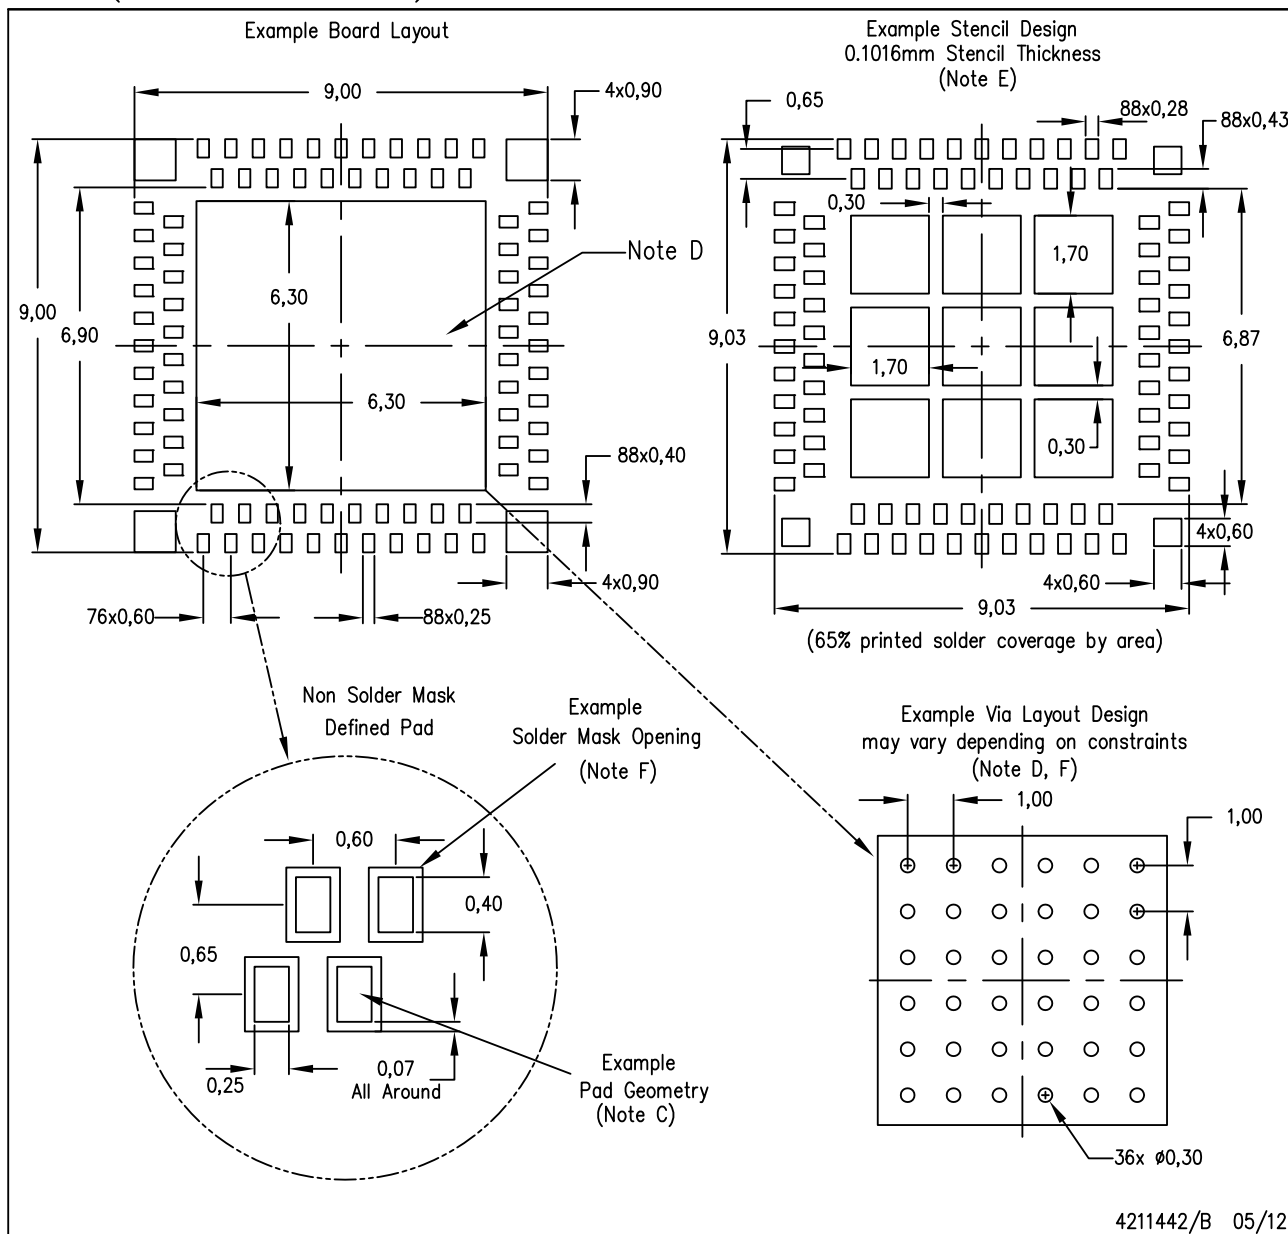 Example Board Layout
9,00
4x0,90
9,00
6,90
6,30
6,30
Note D
88x0,40
4x0,90
76x0,60
88x0,25
Example Stencil Design
0.1016mm Stencil Thickness
(Note E)
0,65
88x0,28
88x0,43
0,30
1,70
9,03
6,87
1,70
0,30
4x0,60
4x0,60
9,03
(65% printed solder coverage by area)
Non Solder Mask
Defined Pad
Example
Solder Mask Opening
(Note F)
0,60
0,40
0,65
0,25
0,07
All Around
Example
Pad Geometry
(Note C)
Example Via Layout Design
may vary depending on constraints
(Note D, F)
1,00
1,00
36x ø0,30
4211442/B 05/12